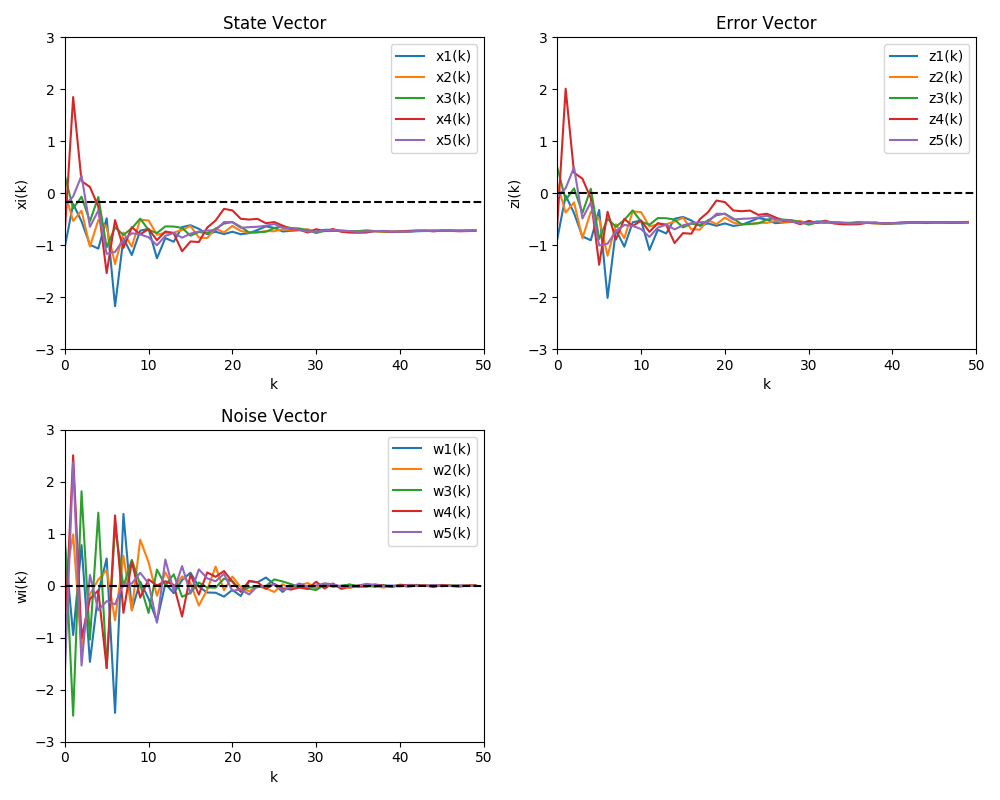 State Vector
xi(k)
3
2
1
0
−1
−2
−3
x1(k)
x2(k)
x3(k)
x4(k)
x5(k)
0
10
20
30
40
50
k
Error Vector
zi(k)
3
2
1
0
−1
−2
−3
z1(k)
z2(k)
z3(k)
z4(k)
z5(k)
0
10
20
30
40
50
k
Noise Vector
wi(k)
3
2
1
0
−1
−2
−3
w1(k)
w2(k)
w3(k)
w4(k)
w5(k)
0
10
20
30
40
50
k